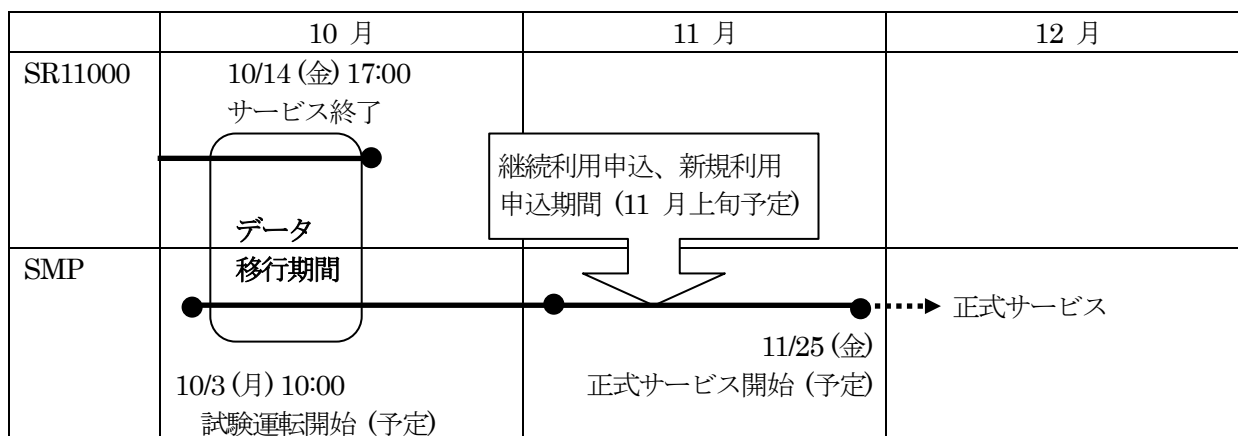 10 月
11 月
12 月
SR11000
10/14 (金) 17:00
サービス終了
継続利用申込、新規利用
申込期間 (11 月上旬予定)
データ
移行期間
SMP
正式サービス
11/25 (金)
正式サービス開始 (予定)
10/3 (月) 10:00
試験運転開始 (予定)